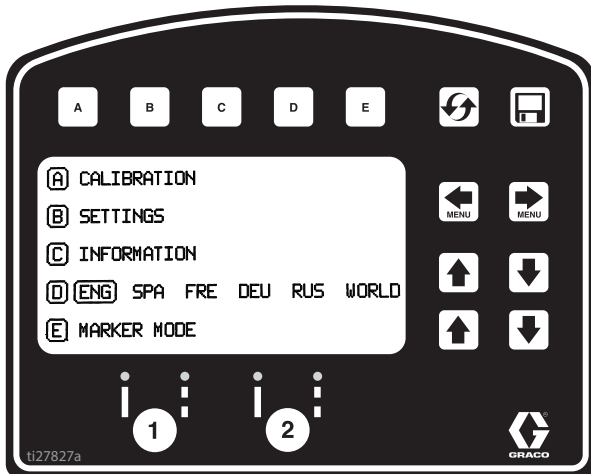 A B C D E
A CALIBRATION
MENU MENU
B SETTINGS
C INFORMATION
D ENG SPA FRE DEU RUS WORLD
E MARKER MODE
1 2
ti27827a
GRACO